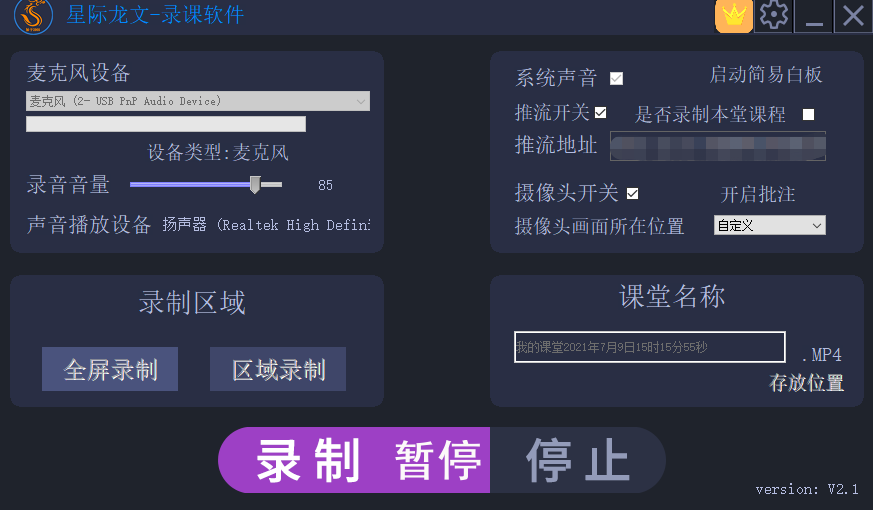 星际龙文-录课软件
麦克风设备
麦克风 (2- USB PnP Audio Device)
设备类型:麦克风
录音音量 85
声音播放设备 扬声器 (Realtek High Defini
系统声音 启动简易白板
推流开关 是否录制本堂课程
推流地址
摄像头开关 开启批注
摄像头画面所在位置 自定义
录制区域
全屏录制 区域录制
课堂名称
我的课堂2021年7月9日15时15分55秒 .MP4
存放位置
录制 暂停 停止
version: V2.1